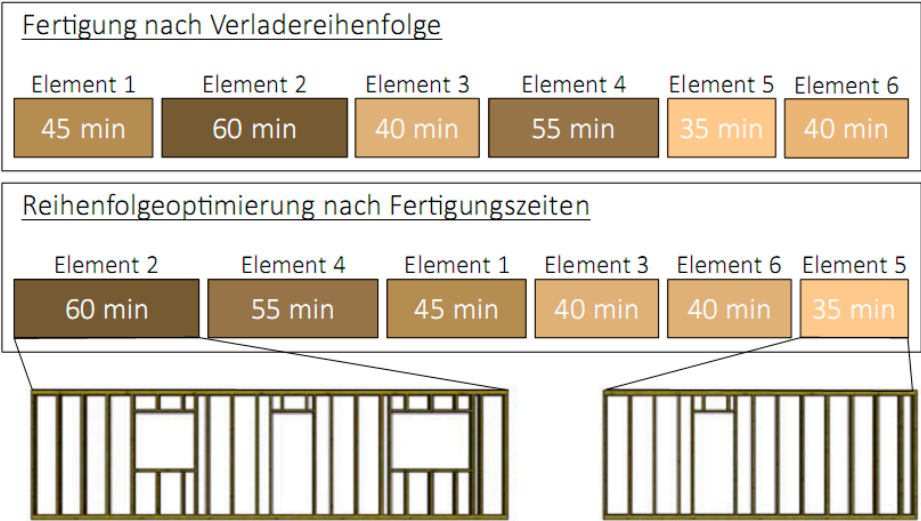 Fertigung nach Verladereihenfolge
Element 1 Element 2 Element 3 Element 4 Element 5 Element 6
45 min 60 min 40 min 55 min 35 min 40 min
Reihenfolgeoptimierung nach Fertigungszeiten
Element 2 Element 4 Element 1 Element 3 Element 6 Element 5
60 min 55 min 45 min 40 min 40 min 35 min